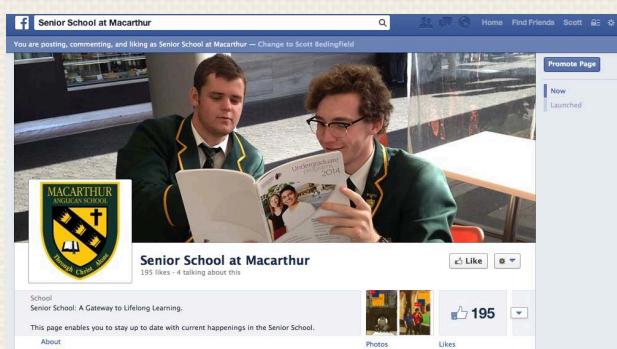 Senior School at Macarthur
Home Find Friends Scott
You are posting, commenting, and liking as Senior School at Macarthur — Change to Scott Bedingfield
Promote Page
Now
Launched
Undergraduate
2014
MACARTHUR
ANGLICAN SCHOOL
Through Christ Alone
Senior School at Macarthur
195 likes · 4 talking about this
Like
School
Senior School: A Gateway to Lifelong Learning.
195
This page enables you to stay up to date with current happenings in the Senior School.
About
Photos
Likes